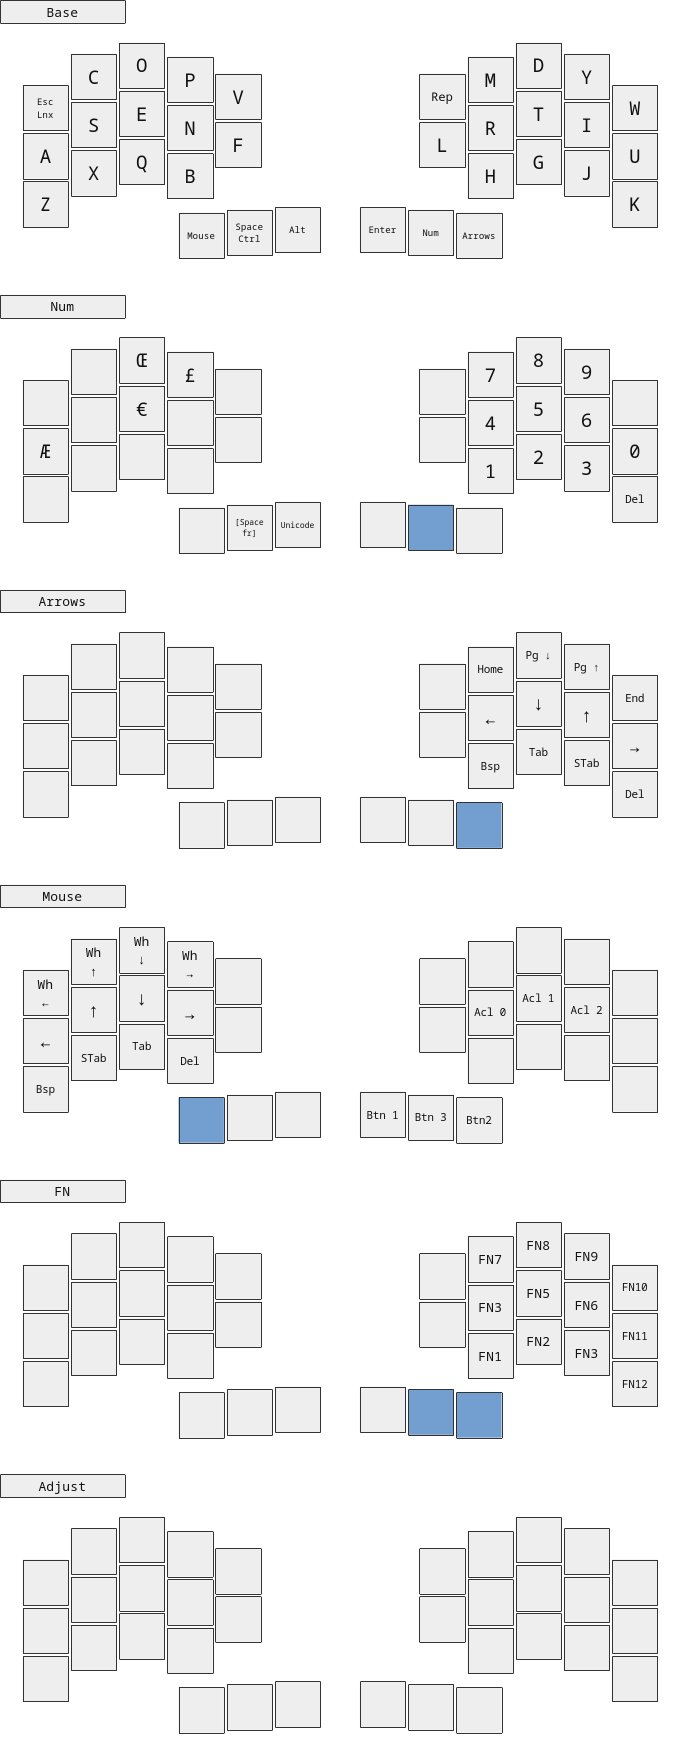 Base
Esc
Lnx
C
O
P
V
A
S
E
N
F
Z
X
Q
B
Rep
M
D
Y
W
L
R
T
I
U
H
G
J
K
Mouse
Space
Ctrl
Alt
Enter
Num
Arrows
Num
Œ
£
Æ
€
7
8
9
4
5
6
0
1
2
3
Del
[Space
fr]
Unicode
Arrows
Home
Pg ↓
Pg ↑
End
←
↓
↑
→
Bsp
Tab
STab
Del
Mouse
Wh
←
Wh
↑
Wh
↓
Wh
→
←
↑
↓
→
Bsp
STab
Tab
Del
Acl 0
Acl 1
Acl 2
Btn 1
Btn 3
Btn2
FN
FN7
FN8
FN9
FN10
FN3
FN5
FN6
FN11
FN1
FN2
FN3
FN12
Adjust